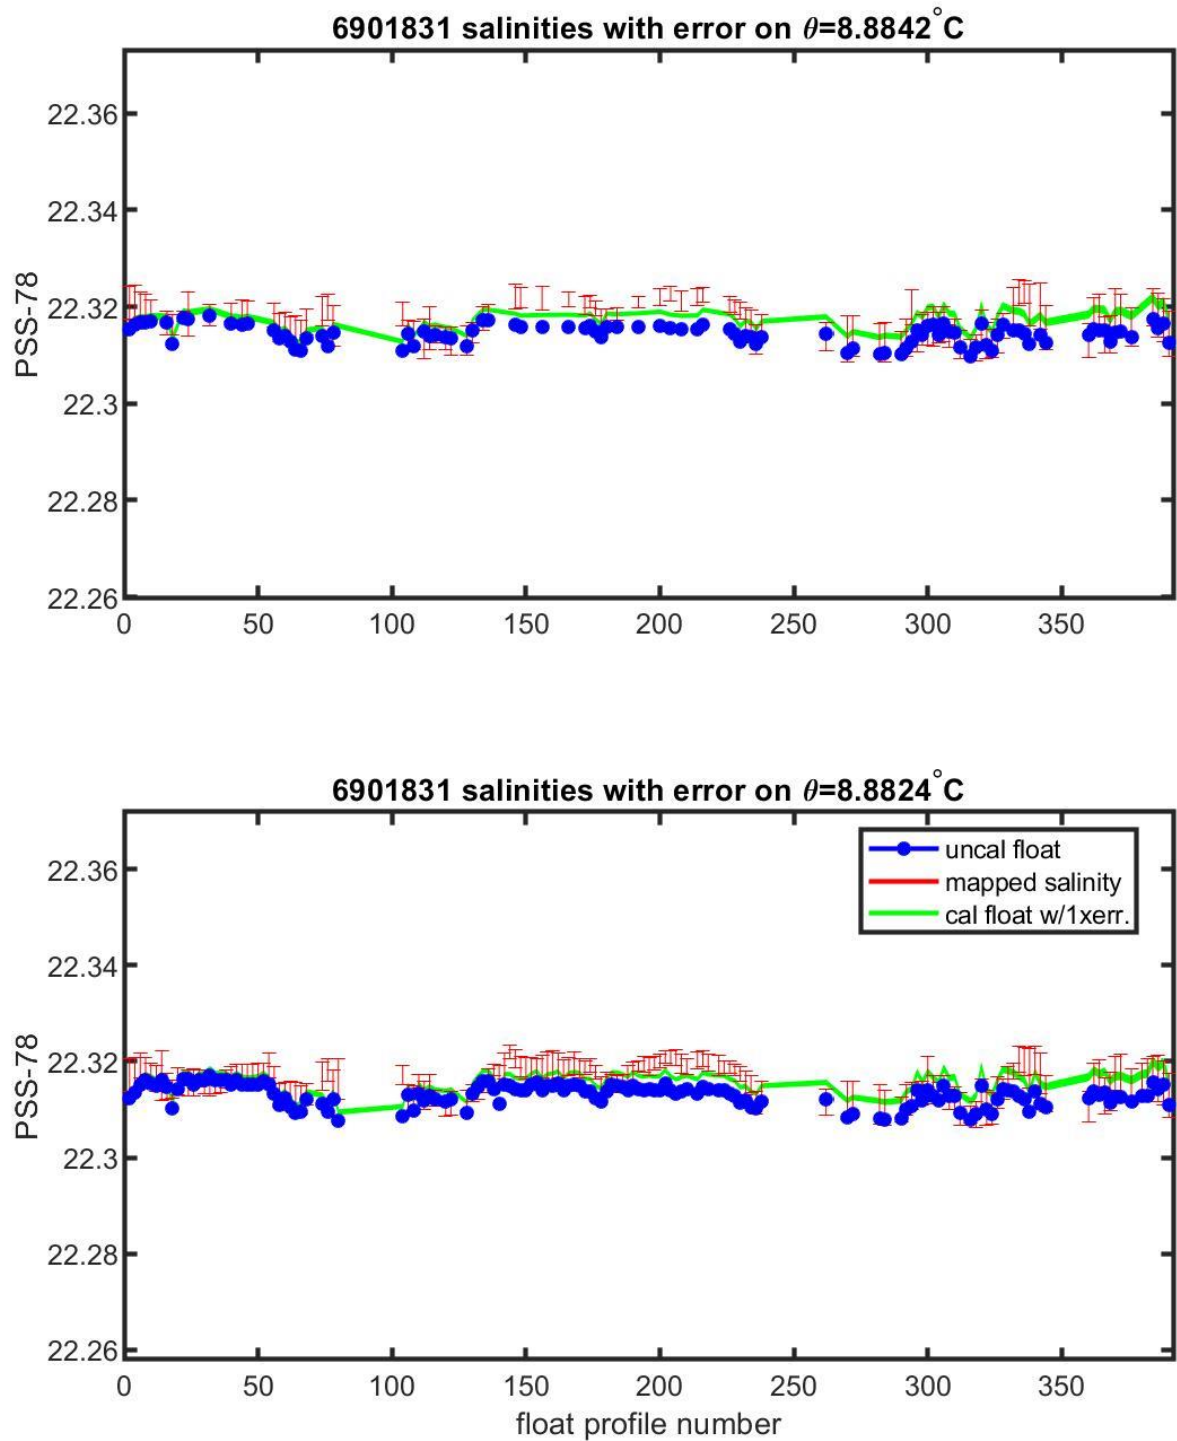 6901831 salinities with error on θ=8.8842°C
PSS-78
22.36
22.34
22.32
22.3
22.28
22.26
0 50 100 150 200 250 300 350
6901831 salinities with error on θ=8.8824°C
uncal float
mapped salinity
cal float w/1xerr.
PSS-78
22.36
22.34
22.32
22.3
22.28
22.26
0 50 100 150 200 250 300 350
float profile number